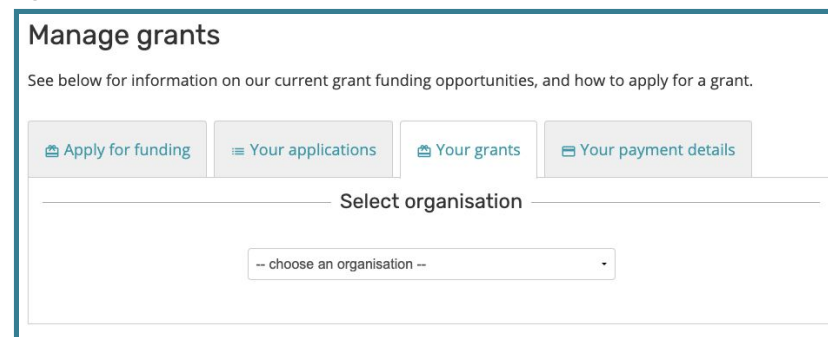 Manage grants
See below for information on our current grant funding opportunities, and how to apply for a grant.
Apply for funding
Your applications
Your grants
Your payment details
Select organisation
-- choose an organisation --